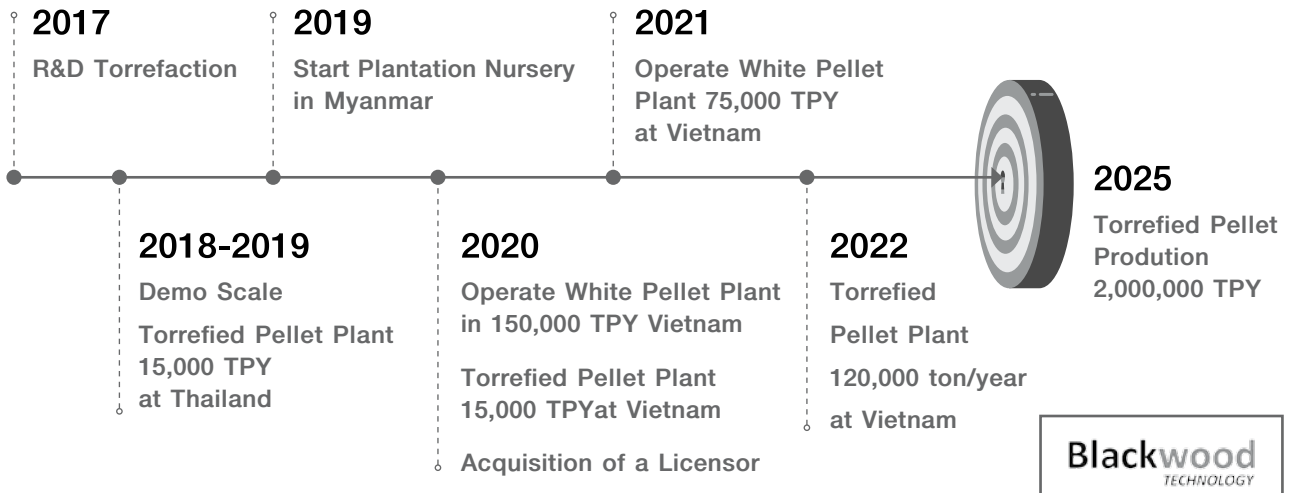 2017
R&D Torrefaction
2019
Start Plantation Nursery
in Myanmar
2021
Operate White Pellet
Plant 75,000 TPY
at Vietnam
2018-2019
Demo Scale
Torrefied Pellet Plant
15,000 TPY
at Thailand
2020
Operate White Pellet Plant
in 150,000 TPY Vietnam
Torrefied Pellet Plant
15,000 TPYat Vietnam
Acquisition of a Licensor
2022
Torrefied
Pellet Plant
120,000 ton/year
at Vietnam
2025
Torrefied Pellet
Prodution
2,000,000 TPY
Blackwood
TECHNOLOGY